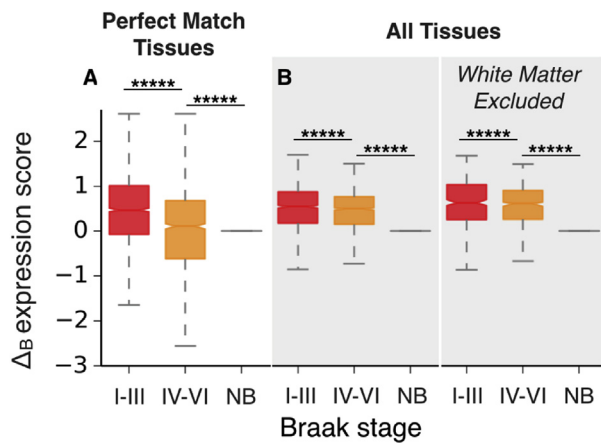 Perfect Match
Tissues
All Tissues
A
*****
*****
B
White Matter
Excluded
*****
*****
*****
*****
ΔB expression score
2
1
0
−1
−2
−3
I-III IV-VI NB I-III IV-VI NB I-III IV-VI NB
Braak stage